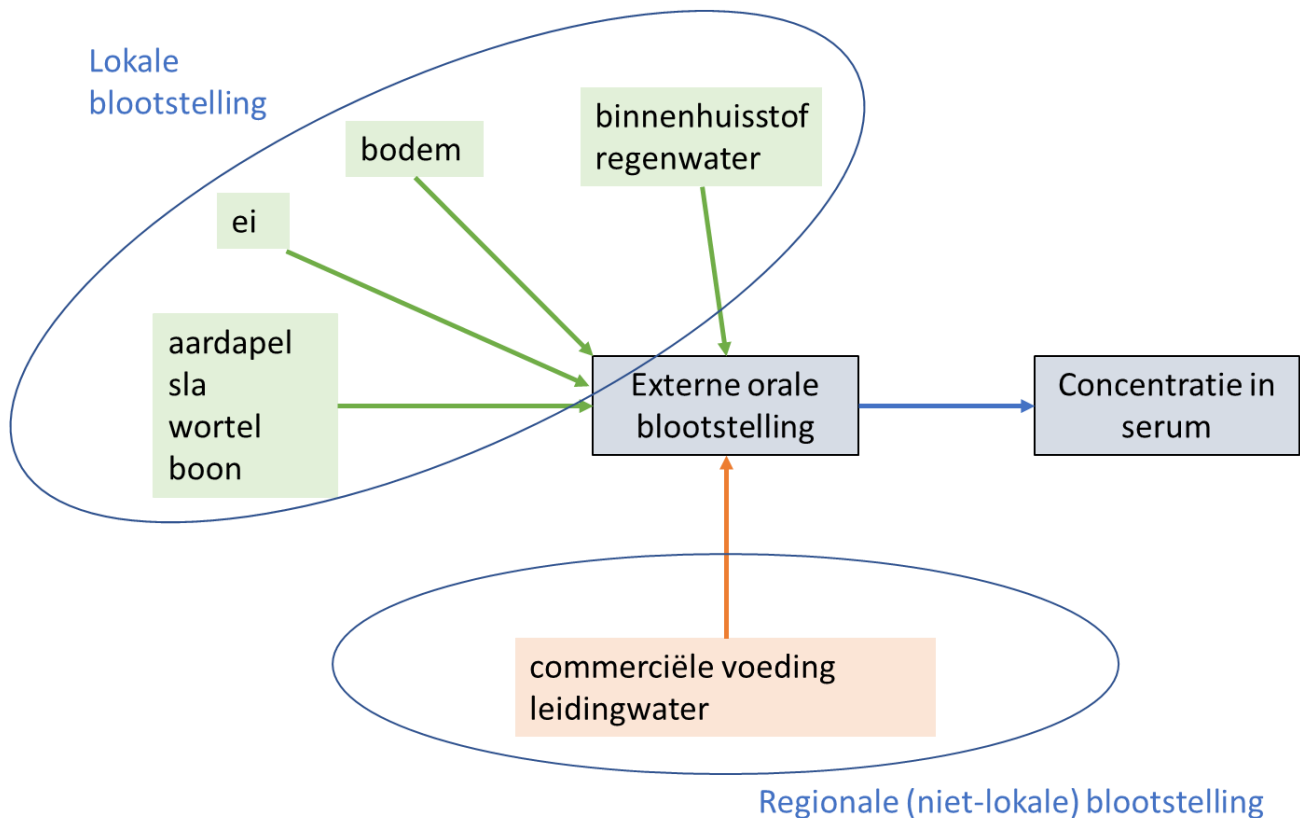 Lokale
blootstelling
binnenhuisstof
regenwater
bodem
ei
aardapel
sla
wortel
boon
Externe orale
blootstelling
Concentratie in
serum
commerciële voeding
leidingwater
Regionale (niet-lokale) blootstelling